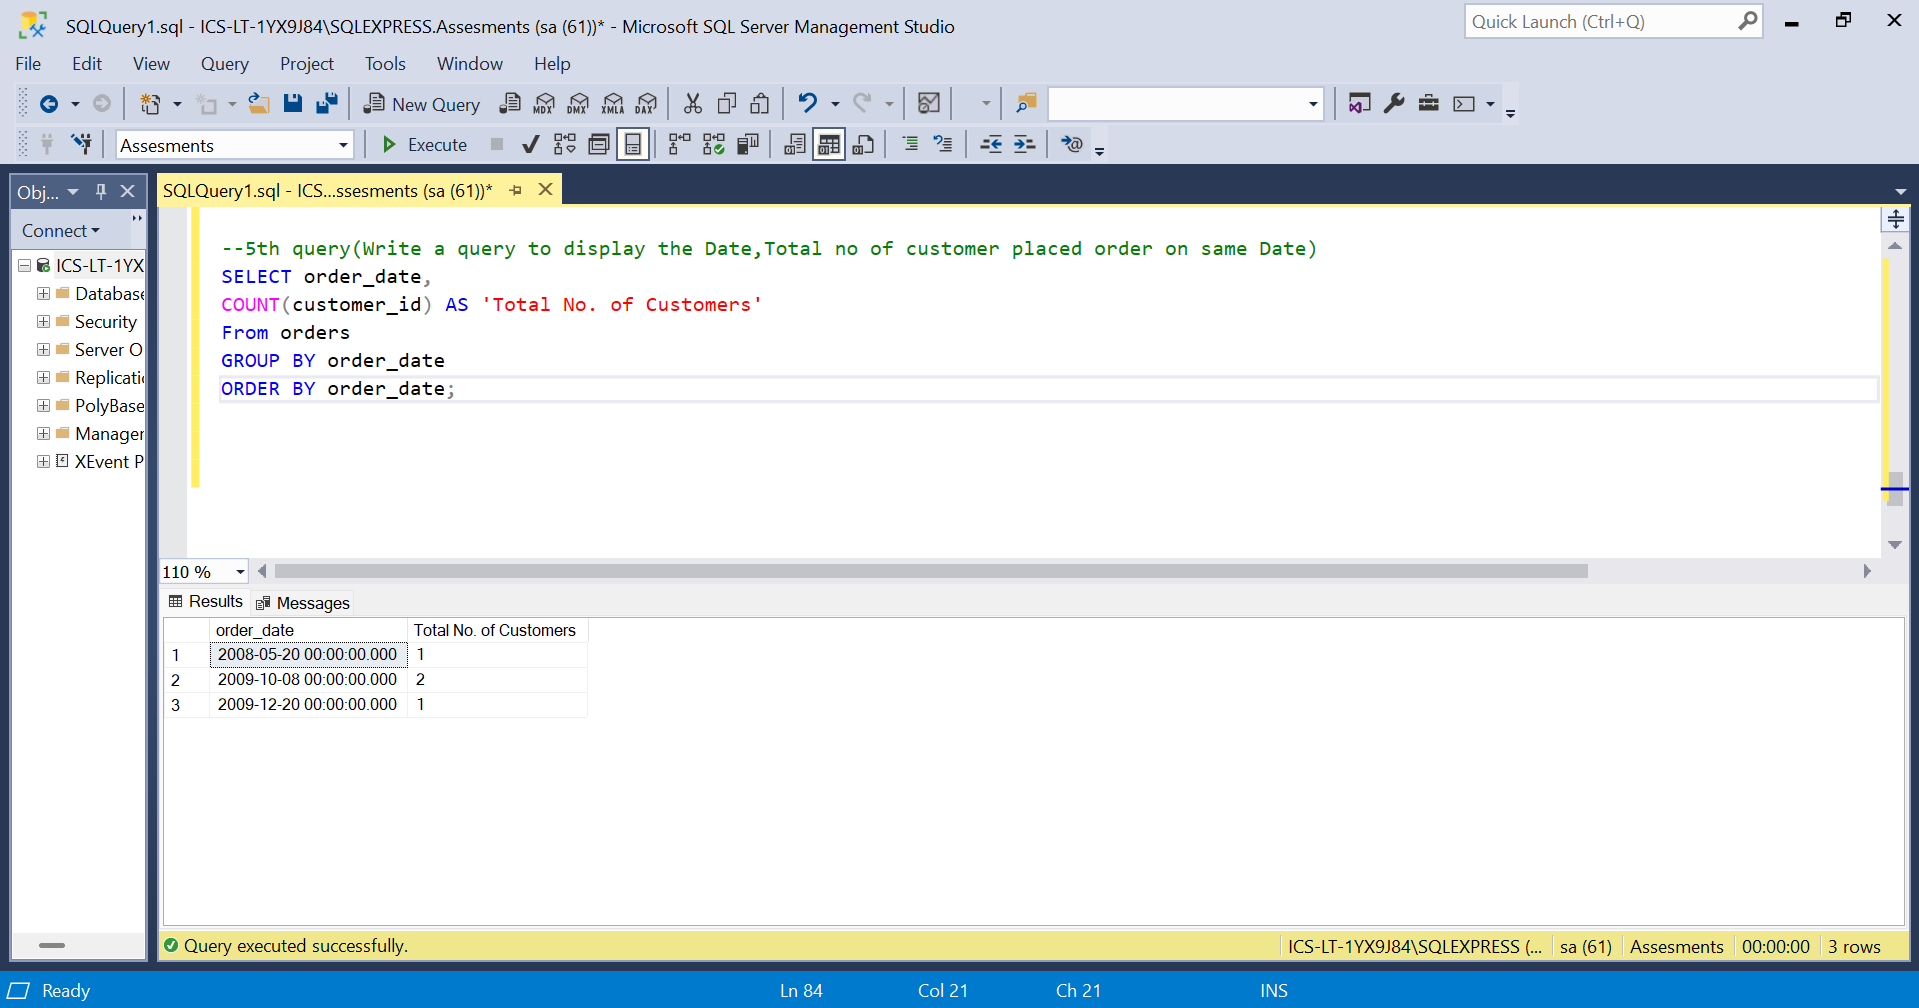 SQLQuery1.sql - ICS-LT-1YX9J84\SQLEXPRESS.Assesments (sa (61))* - Microsoft SQL Server Management Studio
Quick Launch (Ctrl+Q)
File Edit View Query Project Tools Window Help
New Query MDX DMX XMLA DAX
Assesments Execute
Obj...
SQLQuery1.sql - ICS...ssesments (sa (61))*
Connect
ICS-LT-1YX
Database
Security
Server O
Replicati
PolyBase
Manager
XEvent P
--5th query(Write a query to display the Date,Total no of customer placed order on same Date)
SELECT order_date,
COUNT(customer_id) AS 'Total No. of Customers'
From orders
GROUP BY order_date
ORDER BY order_date;
110 %
Results Messages
order_date Total No. of Customers
1 2008-05-20 00:00:00.000 1
2 2009-10-08 00:00:00.000 2
3 2009-12-20 00:00:00.000 1
Query executed successfully. ICS-LT-1YX9J84\SQLEXPRESS (... sa (61) Assesments 00:00:00 3 rows
Ready Ln 84 Col 21 Ch 21 INS